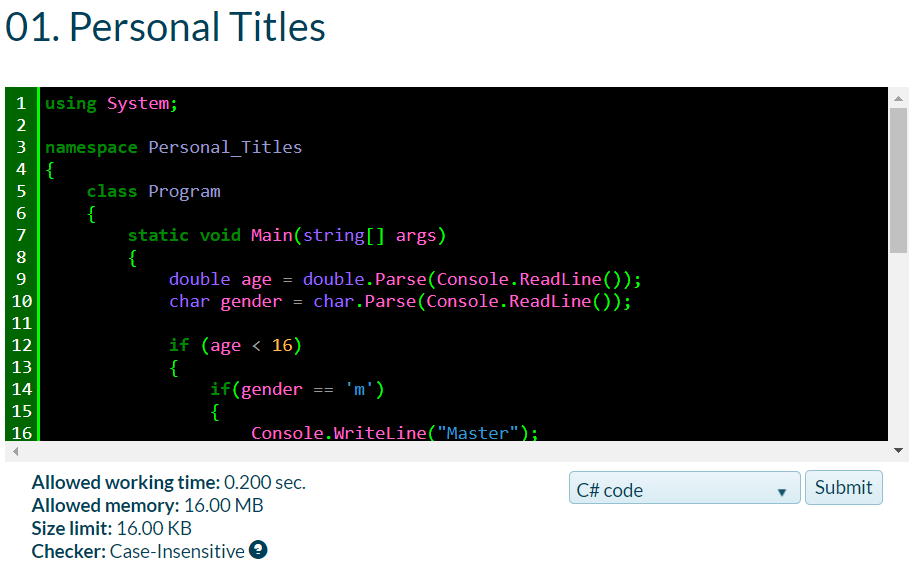 01. Personal Titles
1 using System;
2
3 namespace Personal_Titles
4 {
5     class Program
6     {
7         static void Main(string[] args)
8         {
9             double age = double.Parse(Console.ReadLine());
10             char gender = char.Parse(Console.ReadLine());
11
12             if (age < 16)
13             {
14                 if(gender == 'm')
15                 {
16                     Console.WriteLine("Master");
Allowed working time: 0.200 sec.
Allowed memory: 16.00 MB
Size limit: 16.00 KB
Checker: Case-Insensitive ?
C# code
Submit